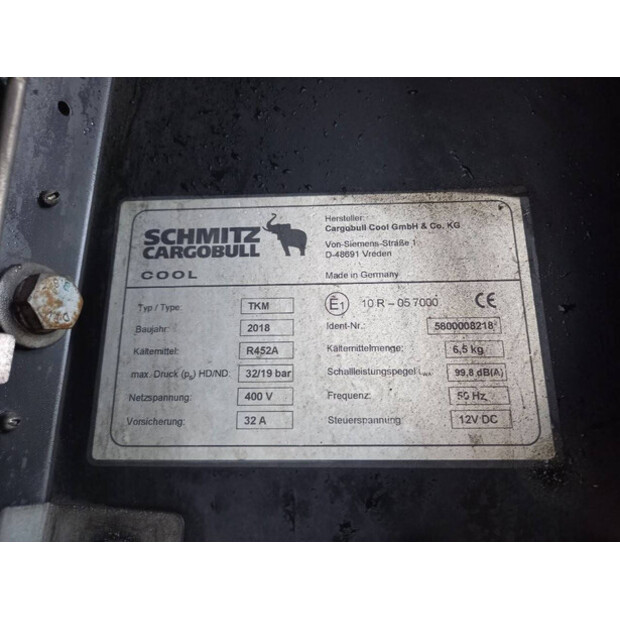 SCHMITZ
CARGOBULL
COOL
Hersteller:
Cargobull Cool GmbH & Co. KG
Von-Siemens-Straße 1
D-48691 Vreden
Made in Germany
Typ / Type: TKM
E1 10 R - 05 7000 CE
Baujahr: 2018
Ident-Nr.: 5800008218
Kältemittel: R452A
Kältemittelmenge: 6,5 kg
max. Druck (ps) HD/ND: 32/19 bar
Schallleistungspegel LWA: 99,8 dB(A)
Netzspannung: 400 V
Frequenz: 50 Hz
Vorsicherung: 32 A
Steuerspannung: 12V DC